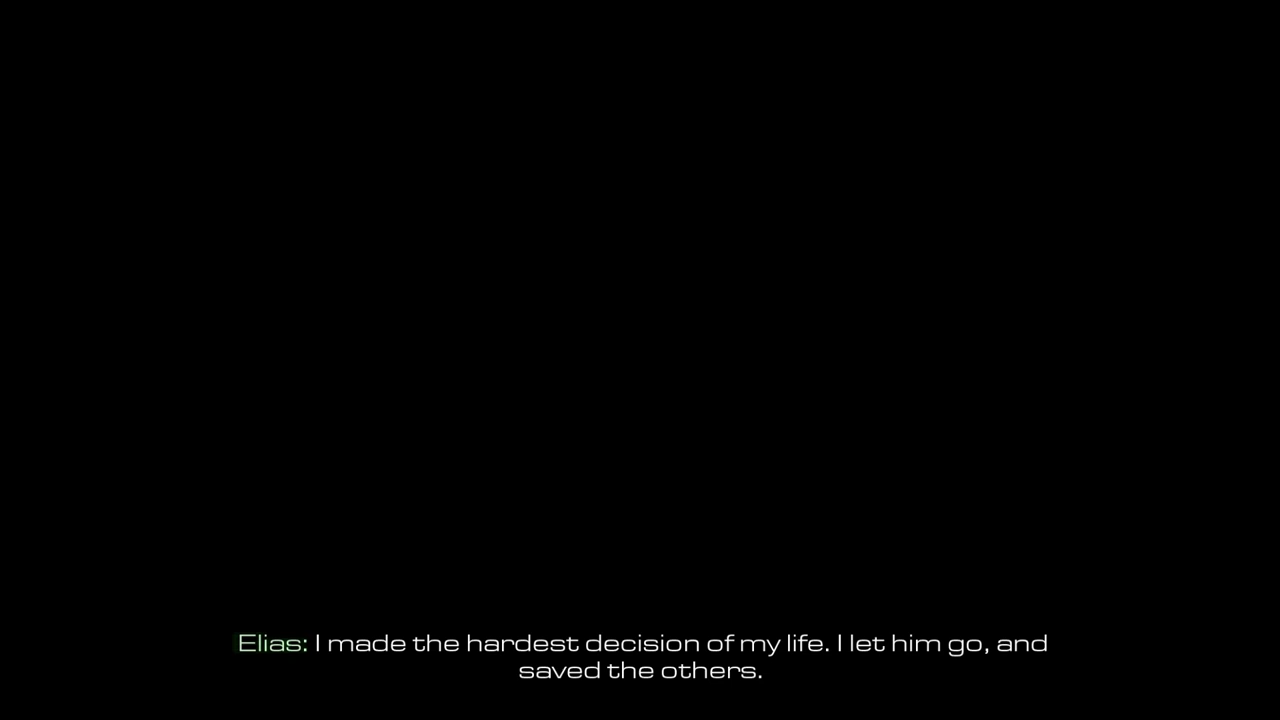 Elias: I made the hardest decision of my life. I let him go, and
saved the others.